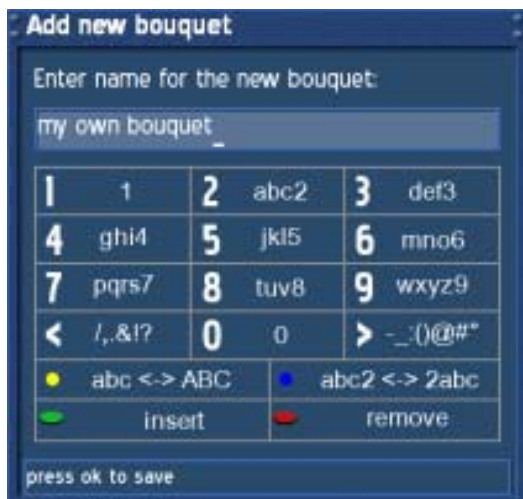 Add new bouquet
Enter name for the new bouquet:
my own bouquet_
1 1 2 abc2 3 def3
4 ghi4 5 jkl5 6 mno6
7 pqrs7 8 tuv8 9 wxyz9
< /,.&!? 0 0 > -_:()@#"
abc <-> ABC abc2 <-> 2abc
insert remove
press ok to save